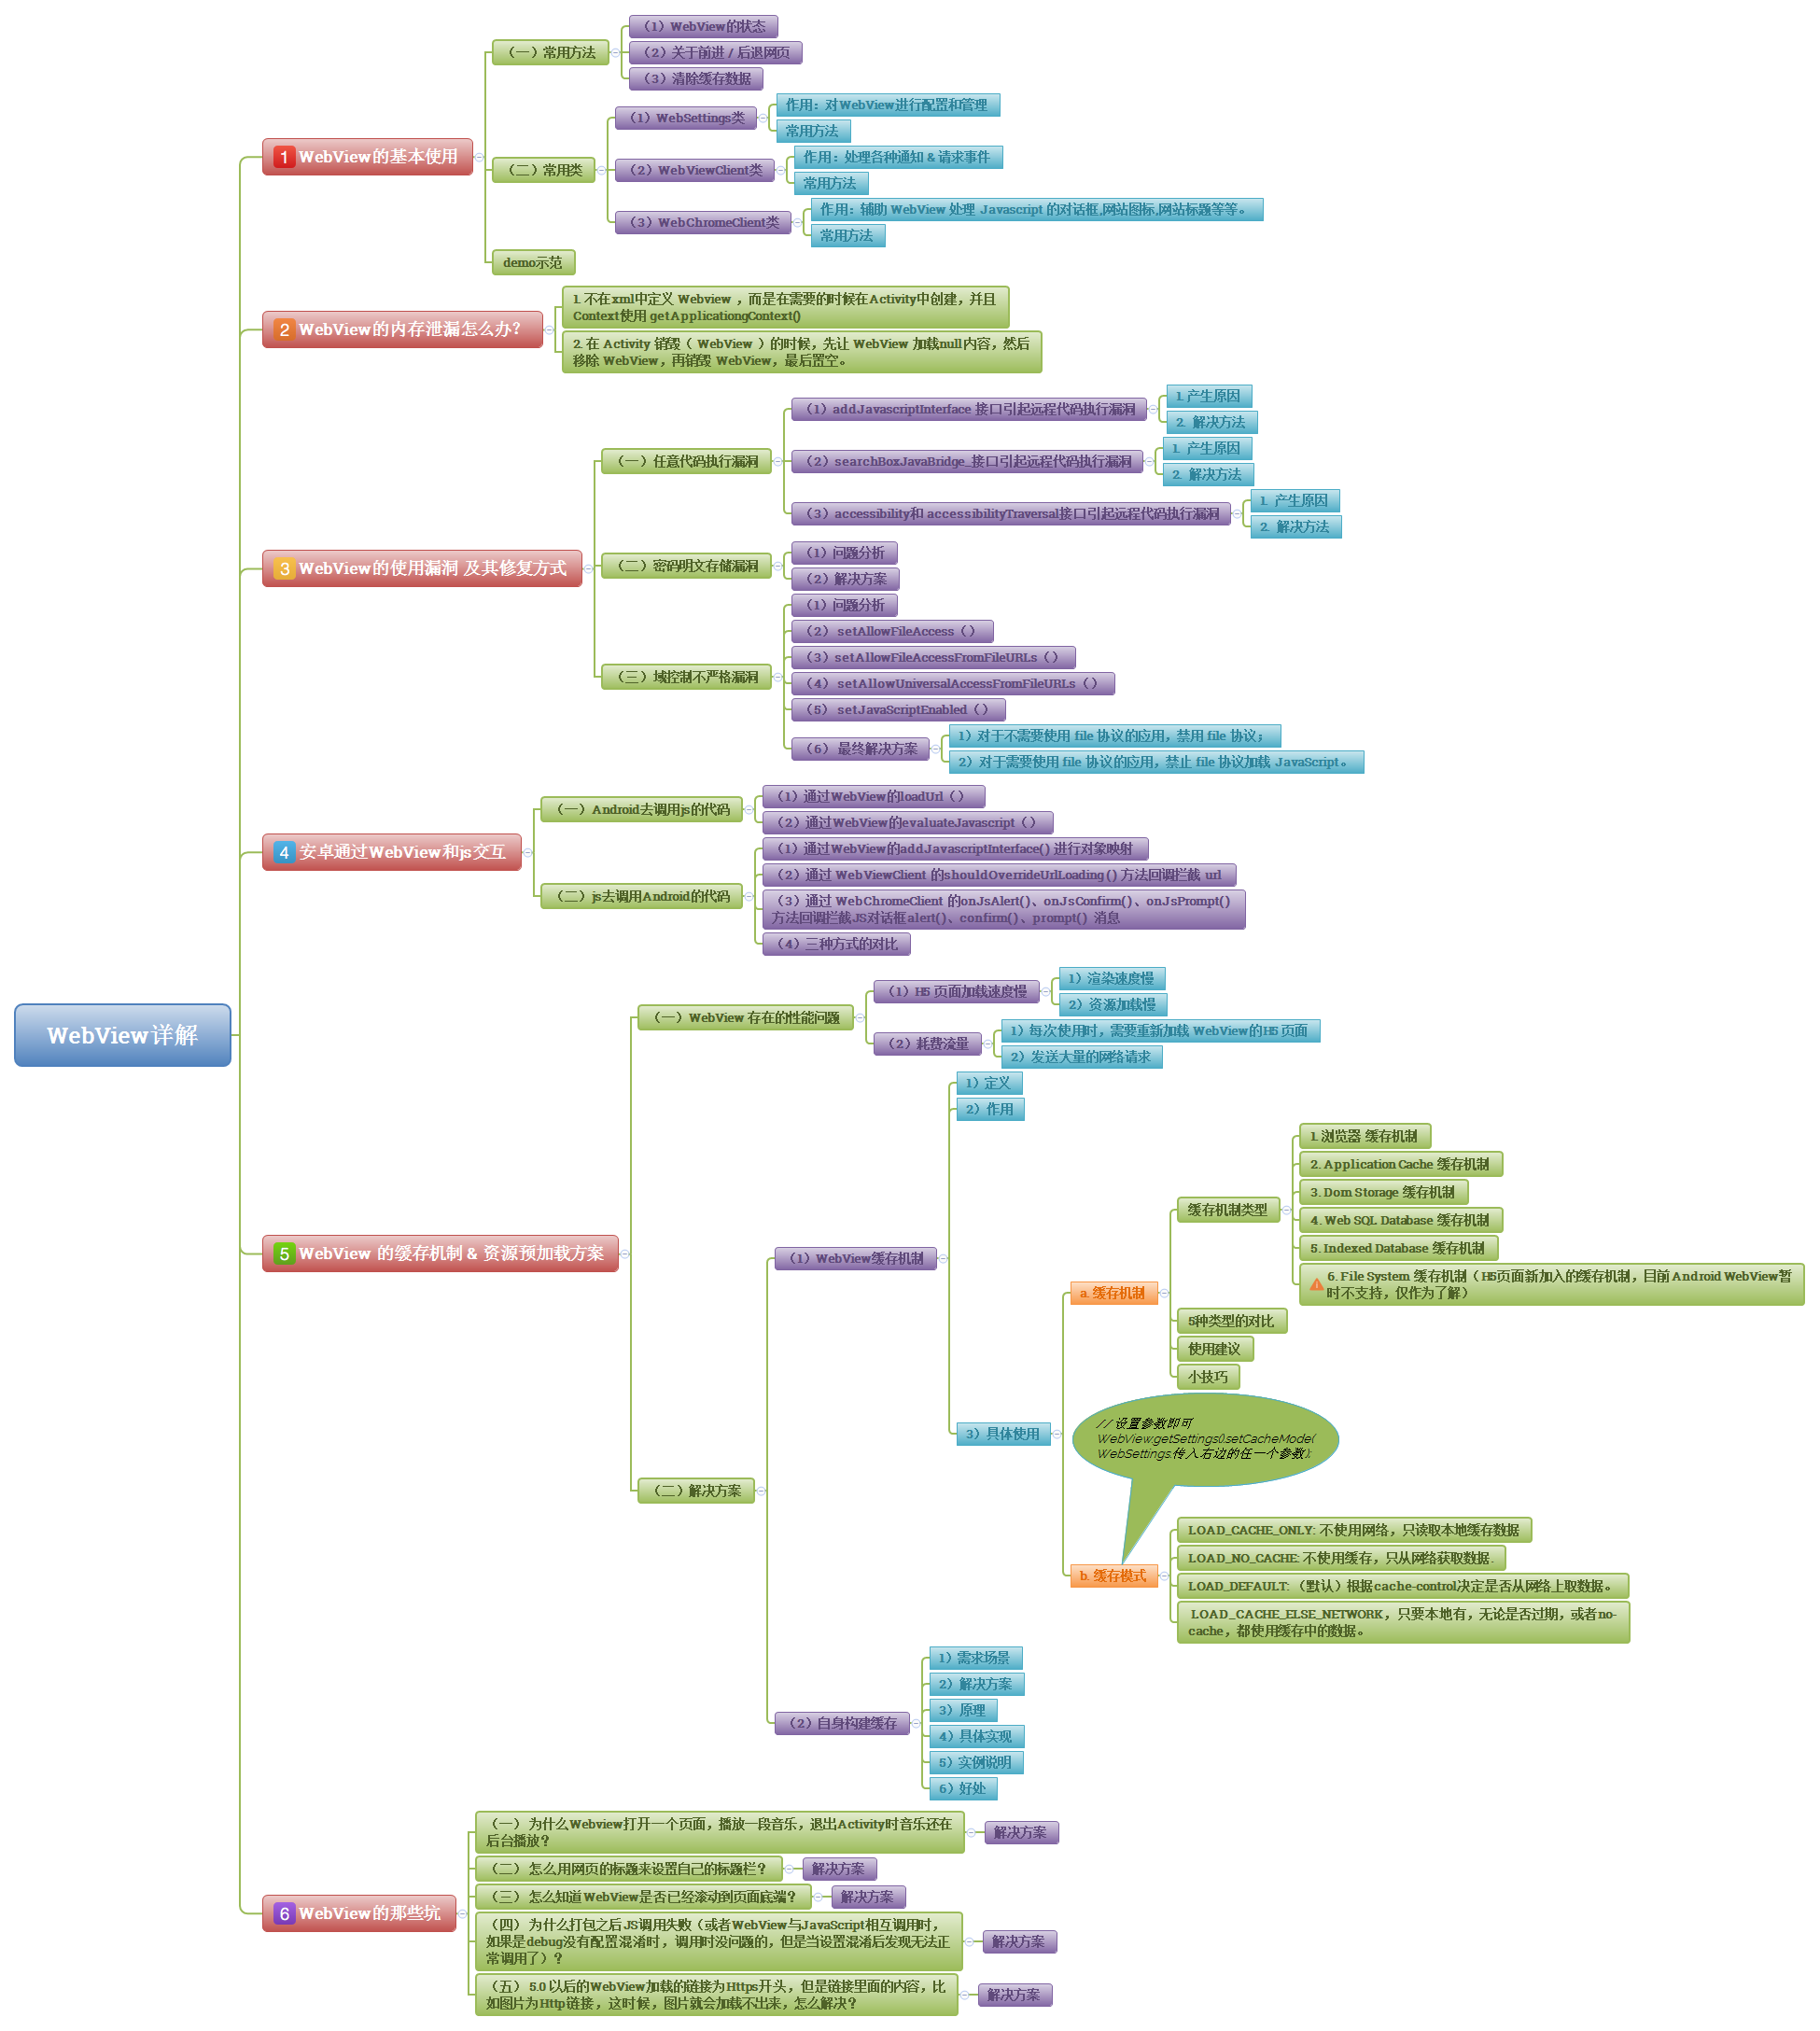 WebView详解
1 WebView的基本使用
（一）常用方法
（1）WebView的状态
（2）关于前进 / 后退网页
（3）清除缓存数据
（二）常用类
（1）WebSettings类
作用：对WebView进行配置和管理
常用方法
（2）WebViewClient类
作用：处理各种通知 & 请求事件
常用方法
（3）WebChromeClient类
作用：辅助 WebView 处理 Javascript 的对话框,网站图标,网站标题等等。
常用方法
demo示范
2 WebView的内存泄漏怎么办？
1. 不在xml中定义 Webview ，而是在需要的时候在Activity中创建，并且
Context使用 getApplicationgContext()
2. 在 Activity 销毁（ WebView ）的时候，先让 WebView 加载null内容，然后
移除 WebView，再销毁 WebView，最后置空。
3 WebView的使用漏洞 及其修复方式
（一）任意代码执行漏洞
（1）addJavascriptInterface 接口引起远程代码执行漏洞
1. 产生原因
2. 解决方法
（2）searchBoxJavaBridge_接口引起远程代码执行漏洞
1. 产生原因
2. 解决方法
（3）accessibility和 accessibilityTraversal接口引起远程代码执行漏洞
1. 产生原因
2. 解决方法
（二）密码明文存储漏洞
（1）问题分析
（2）解决方案
（三）域控制不严格漏洞
（1）问题分析
（2） setAllowFileAccess（）
（3）setAllowFileAccessFromFileURLs（）
（4） setAllowUniversalAccessFromFileURLs（）
（5） setJavaScriptEnabled（）
（6） 最终解决方案
1）对于不需要使用 file 协议的应用，禁用 file 协议；
2）对于需要使用 file 协议的应用，禁止 file 协议加载 JavaScript。
4 安卓通过WebView和js交互
（一）Android去调用js的代码
（1）通过WebView的loadUrl（）
（2）通过WebView的evaluateJavascript（）
（二）js去调用Android的代码
（1）通过WebView的addJavascriptInterface() 进行对象映射
（2）通过 WebViewClient 的shouldOverrideUrlLoading() 方法回调拦截 url
（3）通过 WebChromeClient 的onJsAlert()、onJsConfirm()、onJsPrompt()
方法回调拦截JS对话框alert()、confirm()、prompt() 消息
（4）三种方式的对比
5 WebView 的缓存机制 & 资源预加载方案
（一）WebView 存在的性能问题
（1）H5 页面加载速度慢
1）渲染速度慢
2）资源加载慢
（2）耗费流量
1）每次使用时，需要重新加载 WebView的H5 页面
2）发送大量的网络请求
（二）解决方案
（1）WebView缓存机制
1）定义
2）作用
3）具体使用
a. 缓存机制
缓存机制类型
1. 浏览器 缓存机制
2. Application Cache 缓存机制
3. Dom Storage 缓存机制
4. Web SQL Database 缓存机制
5. Indexed Database 缓存机制
6. File System 缓存机制（H5页面新加入的缓存机制，目前Android WebView暂
时不支持，仅作为了解）
5种类型的对比
使用建议
小技巧
// 设置参数即可
WebView.getSettings().setCacheMode(
WebSettings.传入右边的任一个参数);
b. 缓存模式
LOAD_CACHE_ONLY: 不使用网络，只读取本地缓存数据
LOAD_NO_CACHE: 不使用缓存，只从网络获取数据.
LOAD_DEFAULT: （默认）根据cache-control决定是否从网络上取数据。
LOAD_CACHE_ELSE_NETWORK，只要本地有，无论是否过期，或者no-
cache，都使用缓存中的数据。
（2）自身构建缓存
1）需求场景
2）解决方案
3）原理
4）具体实现
5）实例说明
6）好处
6 WebView的那些坑
（一） 为什么Webview打开一个页面，播放一段音乐，退出Activity时音乐还在
后台播放？
解决方案
（二） 怎么用网页的标题来设置自己的标题栏？
解决方案
（三） 怎么知道WebView是否已经滚动到页面底端？
解决方案
（四） 为什么打包之后JS调用失败（或者WebView与JavaScript相互调用时，
如果是debug没有配置混淆时，调用时没问题的，但是当设置混淆后发现无法正
常调用了）？
解决方案
（五） 5.0 以后的WebView加载的链接为Https开头，但是链接里面的内容，比
如图片为Http链接，这时候，图片就会加载不出来，怎么解决？
解决方案